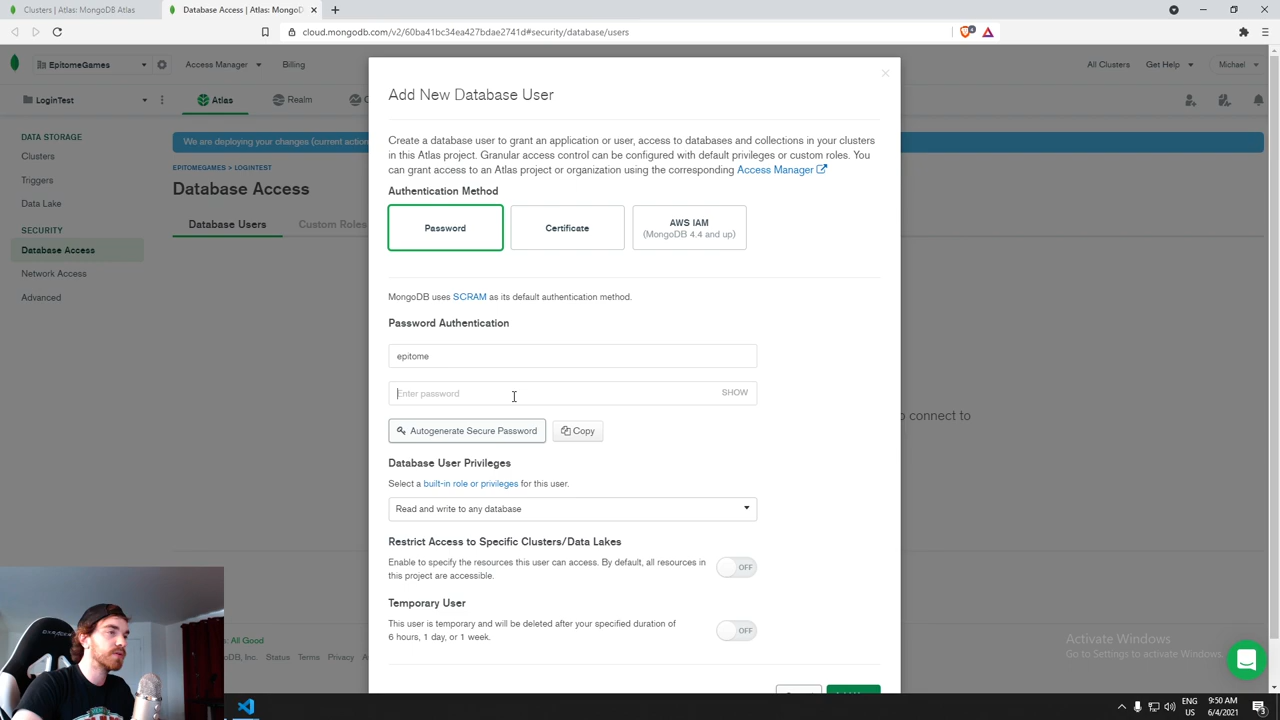 Clusters | Atlas: MongoDB Atlas
Database Access | Atlas: MongoD
cloud.mongodb.com/v2/60ba41bc34ea427bdae2741d#security/database/users
EpitomeGames
Access Manager
Billing
All Clusters
Get Help
Michael
LoginTest
Atlas
Realm
DATA STORAGE
Clusters
Triggers
Data Lake
SECURITY
Database Access
Network Access
Advanced
We are deploying your changes (current action
EPITOMEGAMES > LOGINTEST
Database Access
Database Users
Custom Roles
Add New Database User
Create a database user to grant an application or user, access to databases and collections in your clusters
in this Atlas project. Granular access control can be configured with default privileges or custom roles. You
can grant access to an Atlas project or organization using the corresponding Access Manager
Authentication Method
Password
Certificate
AWS IAM
(MongoDB 4.4 and up)
MongoDB uses SCRAM as its default authentication method.
Password Authentication
epitome
Enter password
SHOW
Autogenerate Secure Password
Copy
Database User Privileges
Select a built-in role or privileges for this user.
Read and write to any database
Restrict Access to Specific Clusters/Data Lakes
Enable to specify the resources this user can access. By default, all resources in
this project are accessible.
OFF
Temporary User
This user is temporary and will be deleted after your specified duration of
6 hours, 1 day, or 1 week.
OFF
o connect to
All Good
DB, Inc.
Status
Terms
Privacy
Activate Windows
Go to Settings to activate Windows.
ENG
US
9:50 AM
6/4/2021
3